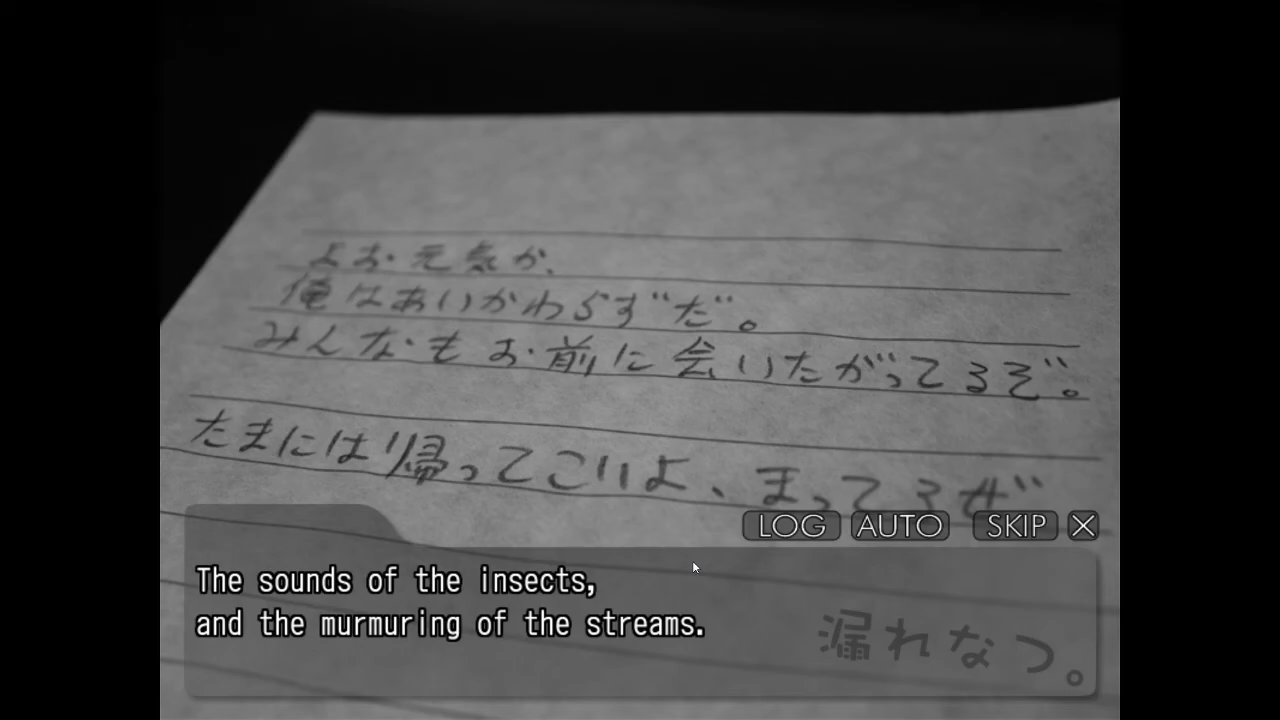 よお元気か、
俺はあいかわらずだ。
みんなもお前に会いたがってるぞ。
たまには帰ってこいよ、まってるぜ
LOG AUTO SKIP X
The sounds of the insects,
and the murmuring of the streams.
漏れなつ。